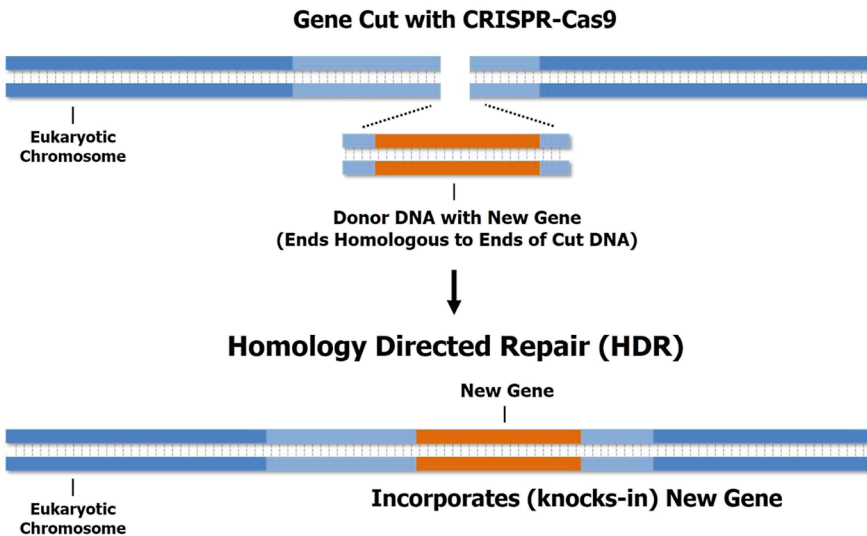 Gene Cut with CRISPR-Cas9
Eukaryotic
Chromosome
Donor DNA with New Gene
(Ends Homologous to Ends of Cut DNA)
Homology Directed Repair (HDR)
New Gene
Eukaryotic
Chromosome
Incorporates (knocks-in) New Gene